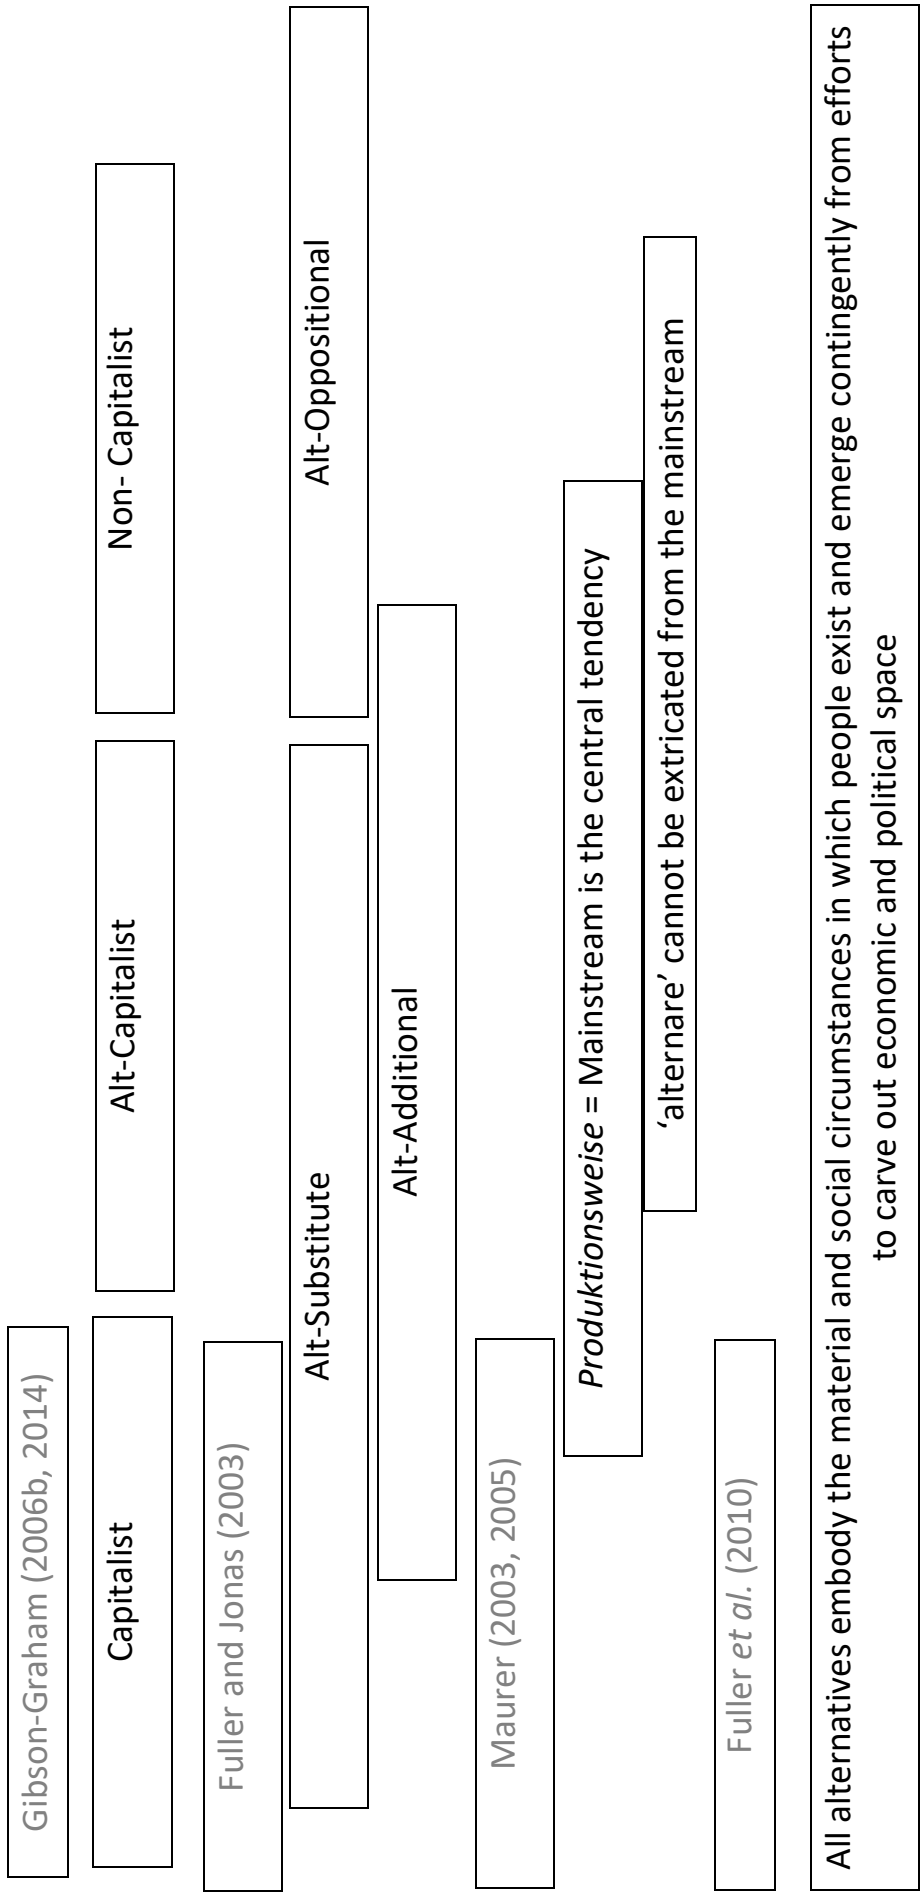 Gibson-Graham (2006b, 2014)
Capitalist
Alt-Capitalist
Non- Capitalist
Fuller and Jonas (2003)
Alt-Substitute
Alt-Oppositional
Alt-Additional
Maurer (2003, 2005)
Produktionsweise = Mainstream is the central tendency
‘alternare’ cannot be extricated from the mainstream
Fuller et al. (2010)
All alternatives embody the material and social circumstances in which people exist and emerge contingently from efforts
to carve out economic and political space